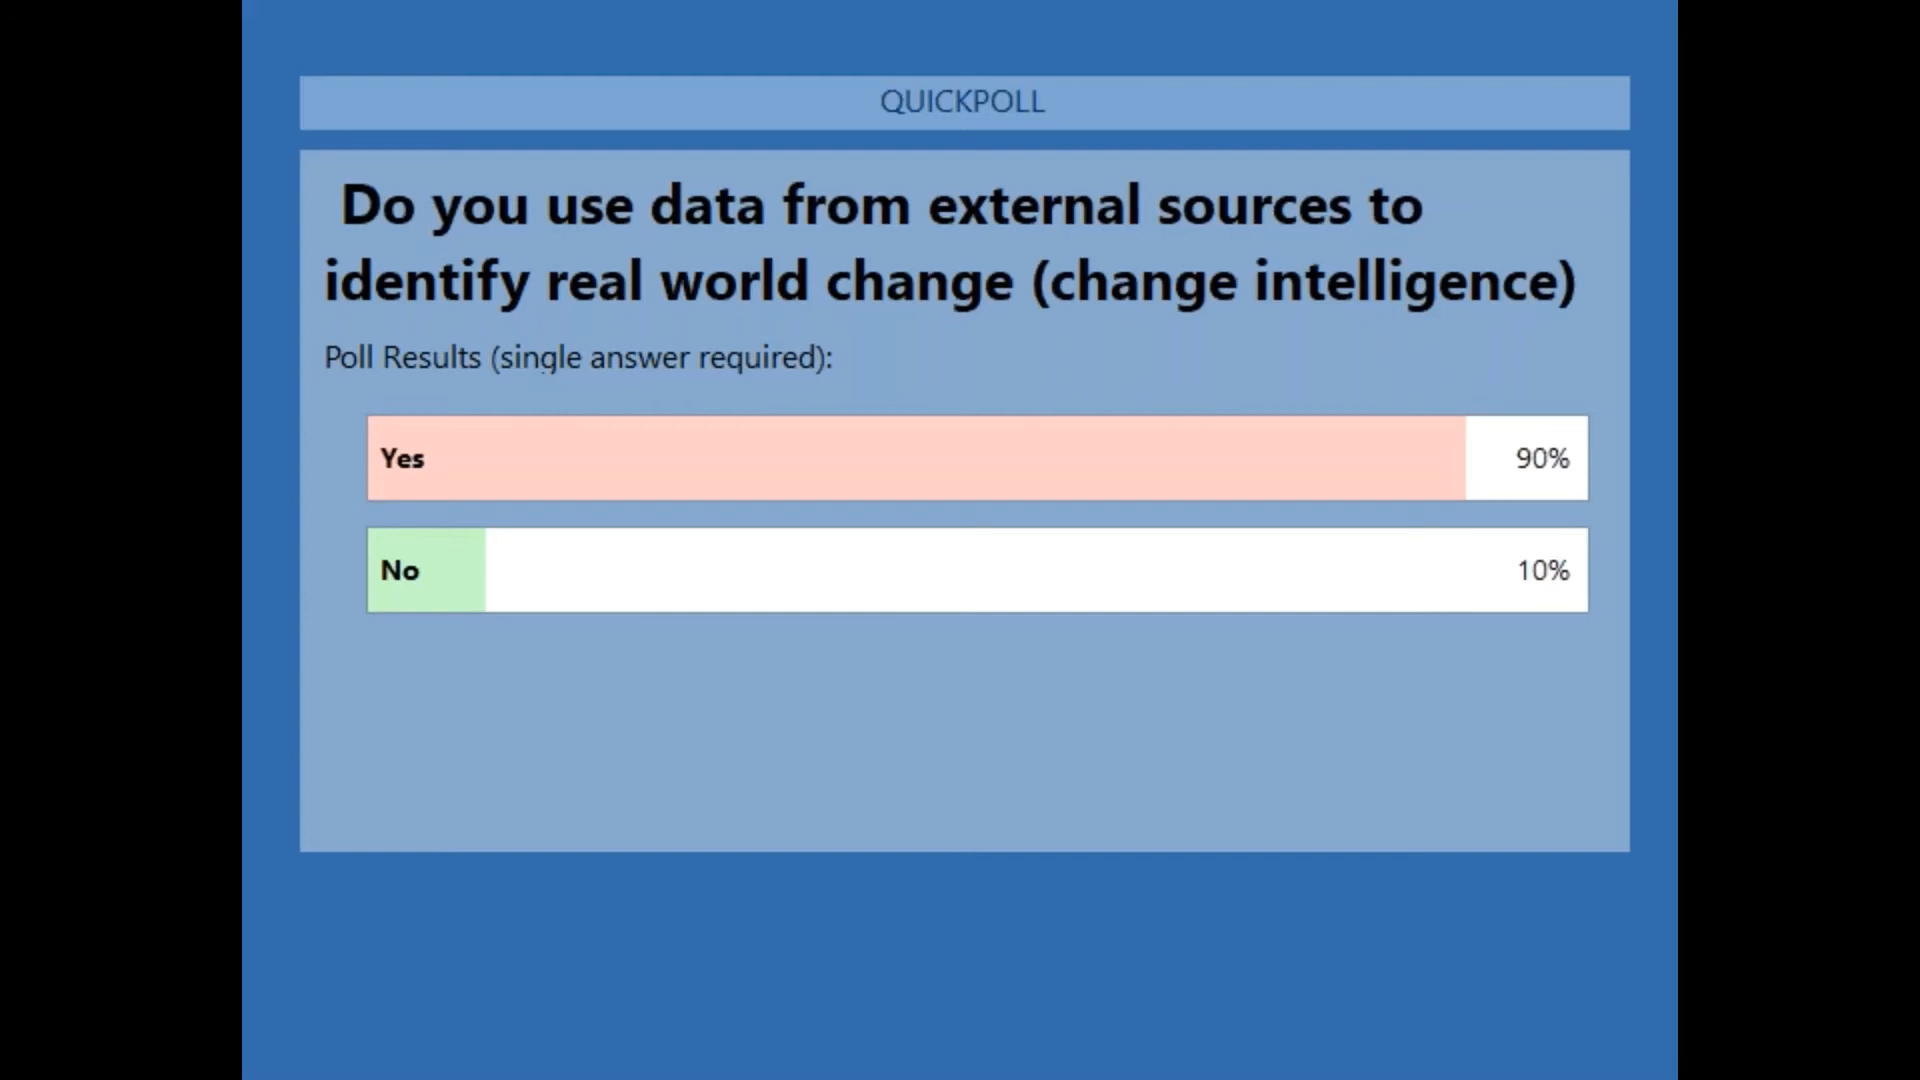 QUICKPOLL
Do you use data from external sources to
identify real world change (change intelligence)
Poll Results (single answer required):
Yes 90%
No 10%